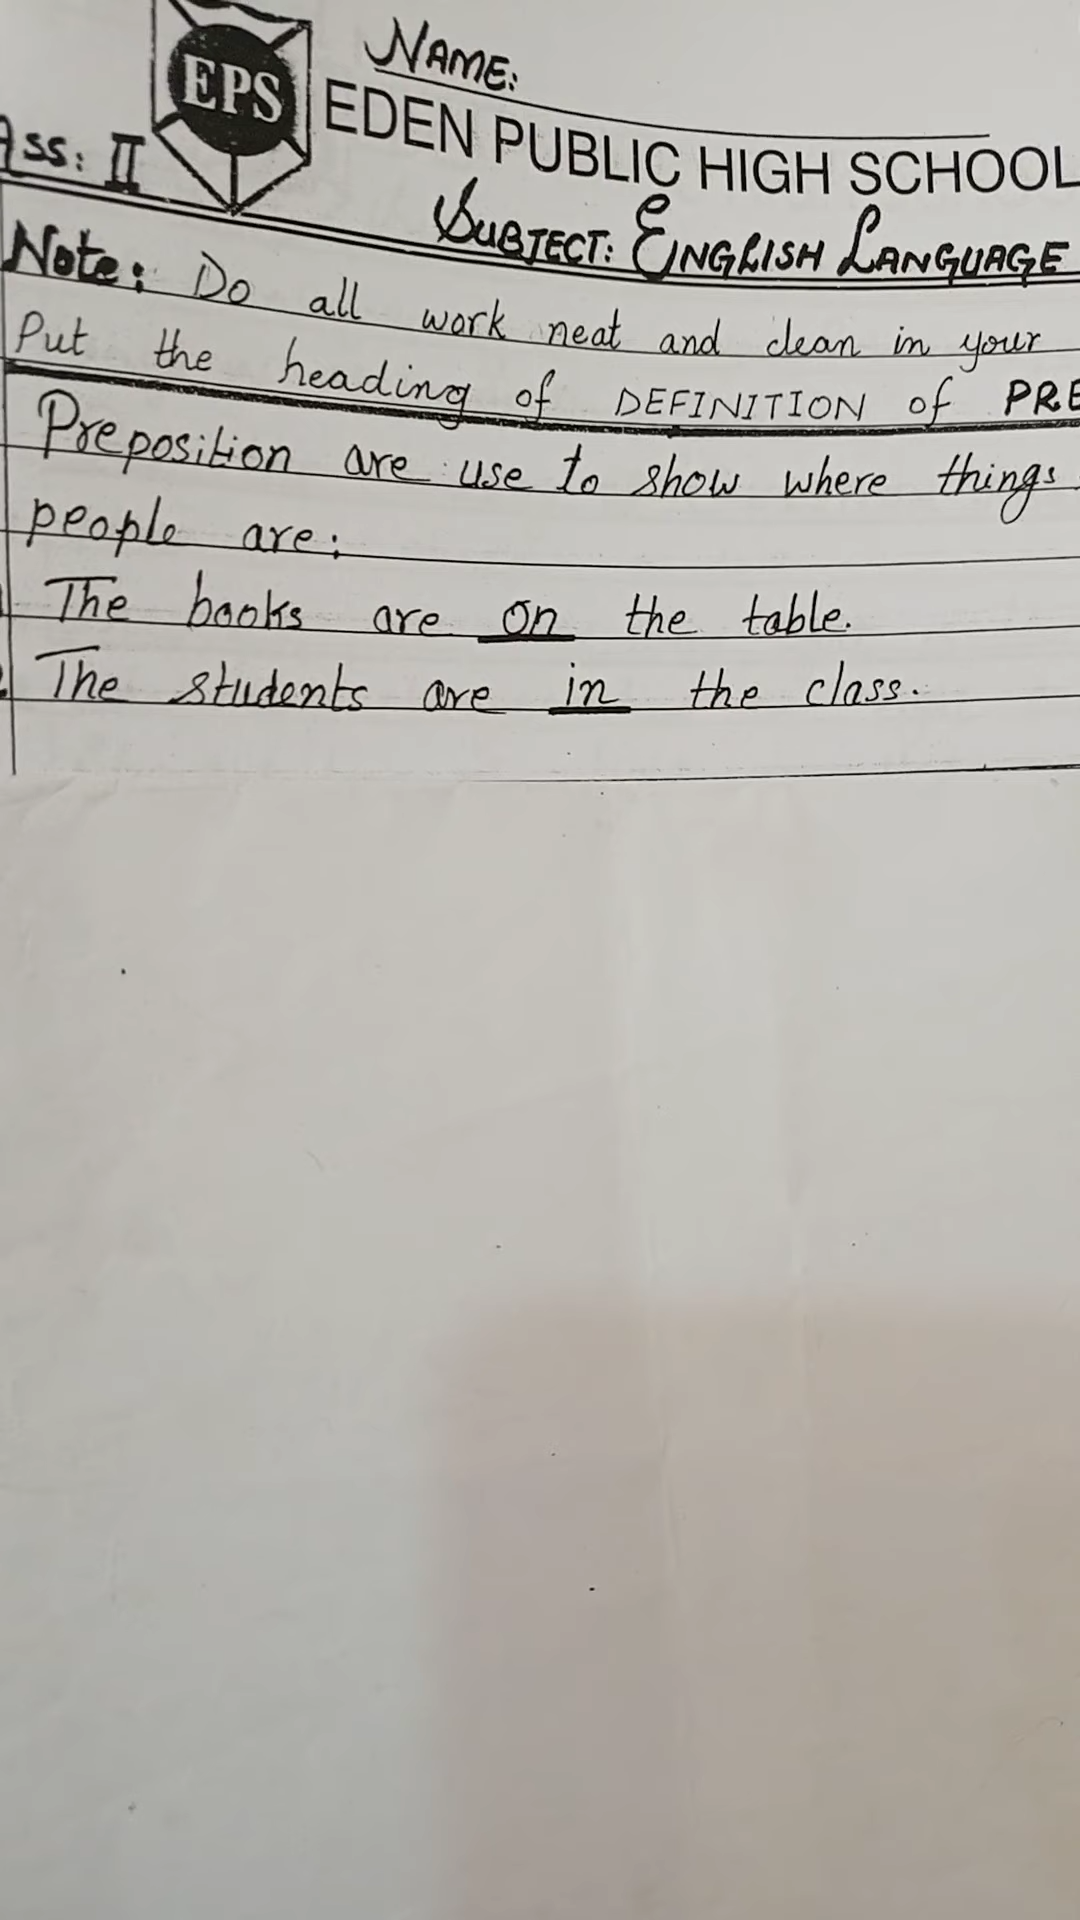 NAME:
EPS
EDEN PUBLIC HIGH SCHOOL
ss: II
SUBJECT: ENGLISH LANGUAGE
Note: Do all work neat and clean in your
Put the heading of DEFINITION of PRE
Preposition are use to show where things
people are:
The books are on the table.
The students are in the class.